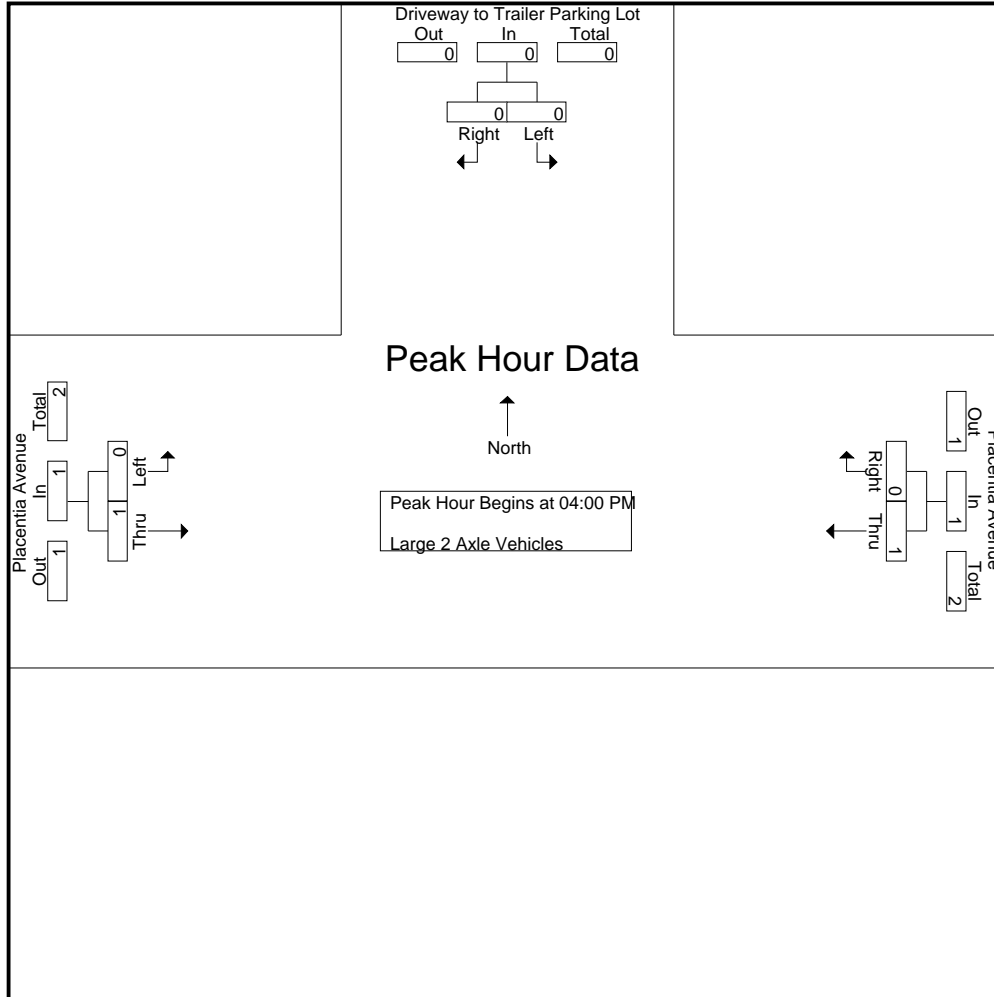 Driveway to Trailer Parking Lot
Out In Total
0 0 0
0 0
Right Left
Peak Hour Data
North
Peak Hour Begins at 04:00 PM
Large 2 Axle Vehicles
Placentia Avenue
Out In Total
1 1 2
1 0
Thru Left
Placentia Avenue
Out In Total
1 1 2
Right Thru
0 1